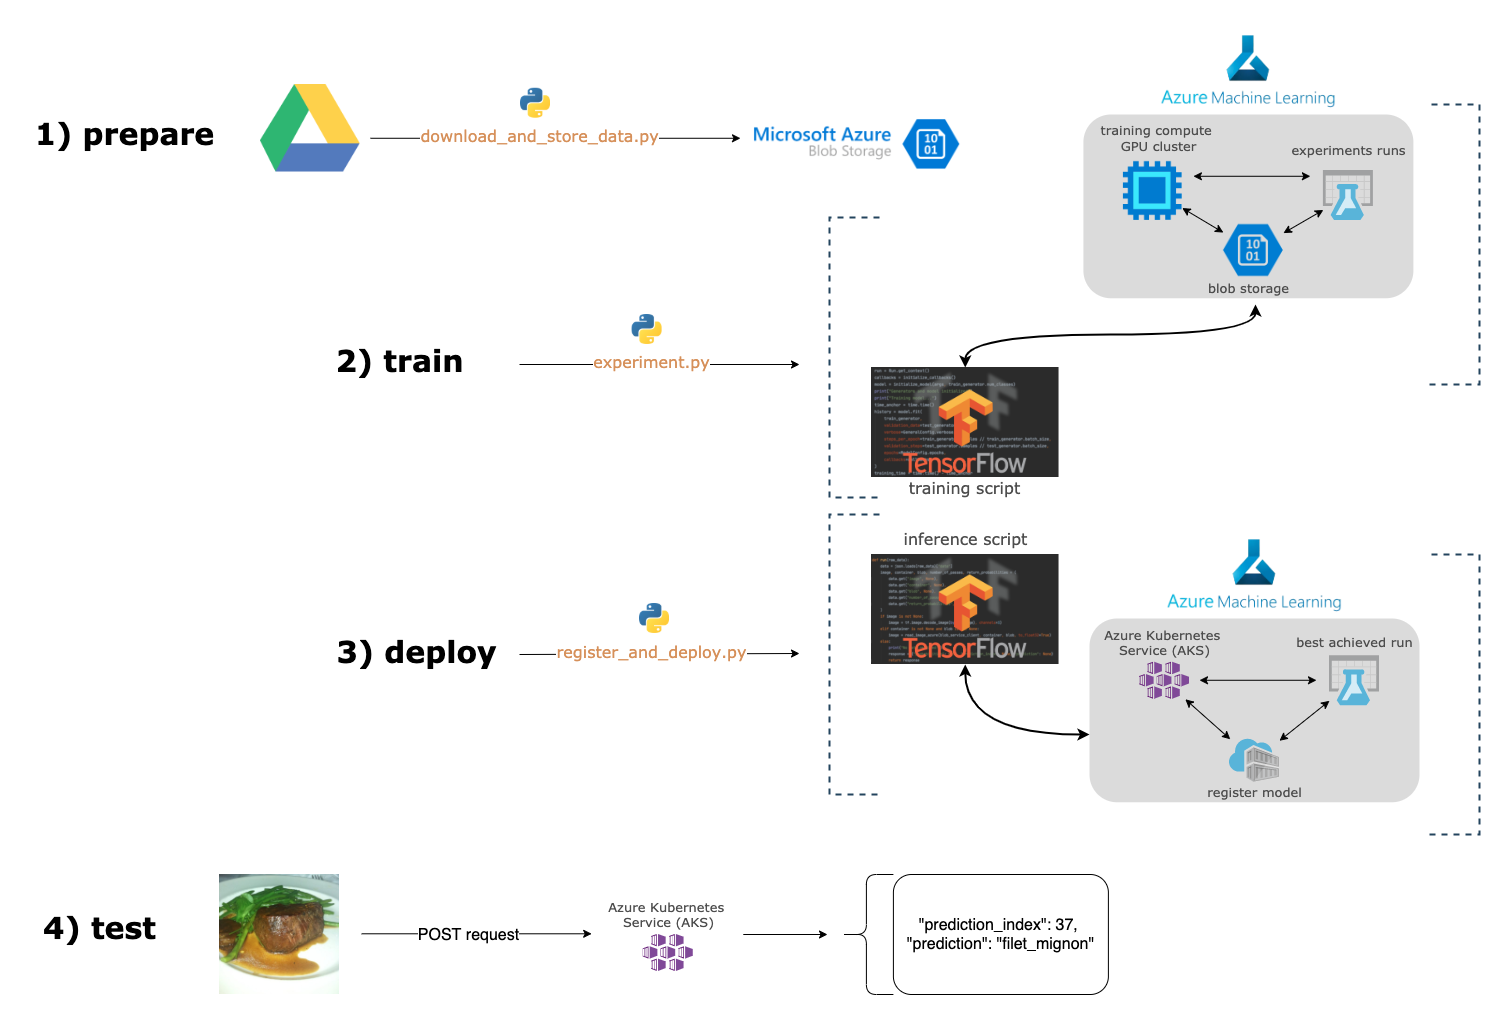 1) prepare
download_and_store_data.py
Microsoft Azure
Blob Storage
10
01
Azure Machine Learning
training compute
GPU cluster
experiments runs
10
01
blob storage
2) train
experiment.py
TensorFlow
training script
3) deploy
register_and_deploy.py
inference script
TensorFlow
Azure Machine Learning
Azure Kubernetes
Service (AKS)
best achieved run
register model
4) test
POST request
Azure Kubernetes
Service (AKS)
"prediction_index": 37,
"prediction": "filet_mignon"